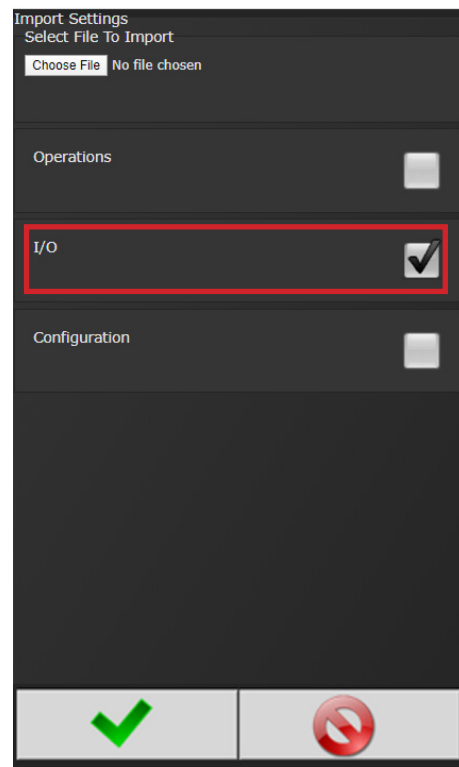 Import Settings
Select File To Import
Choose File No file chosen
Operations
I/O
Configuration